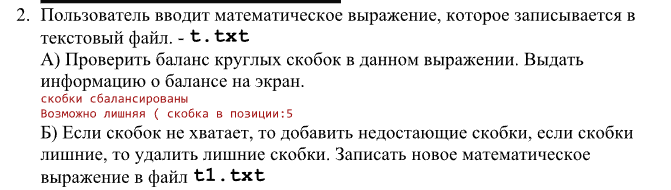 2. Пользователь вводит математическое выражение, которое записывается в
текстовый файл. - t.txt
А) Проверить баланс круглых скобок в данном выражении. Выдать
информацию о балансе на экран.
скобки сбалансированы
Возможно лишняя ( скобка в позиции:5
Б) Если скобок не хватает, то добавить недостающие скобки, если скобки
лишние, то удалить лишние скобки. Записать новое математическое
выражение в файл t1.txt